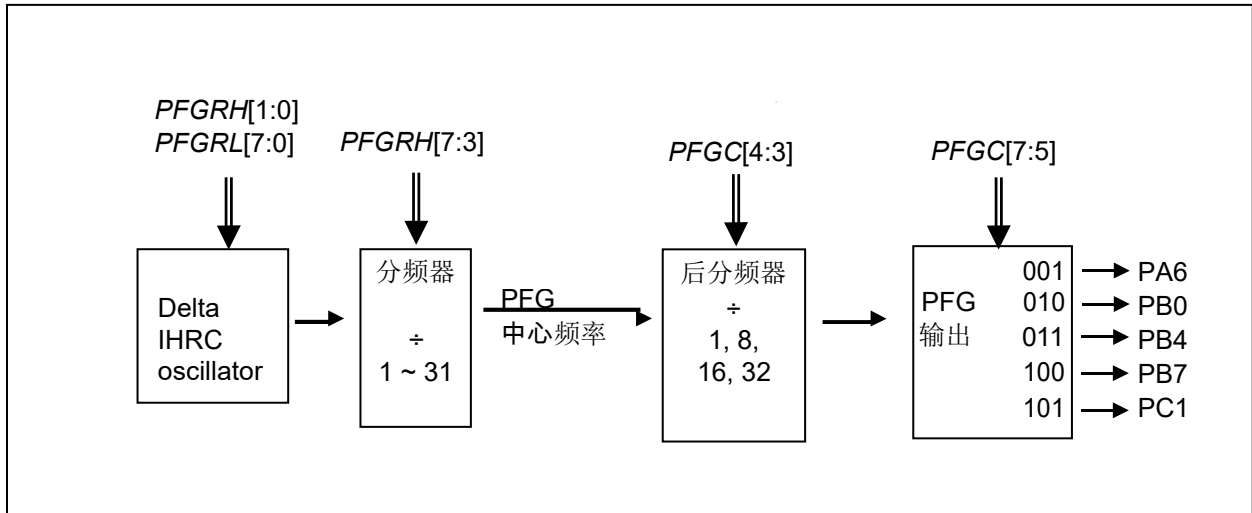 PFGRH[1:0]
PFGRL[7:0]
PFGRH[7:3]
PFGC[4:3]
PFGC[7:5]
Delta
IHRC
oscillator
分频器
÷
1 ~ 31
PFG
中心频率
后分频器
÷
1, 8,
16, 32
PFG
输出
001
010
011
100
101
PA6
PB0
PB4
PB7
PC1